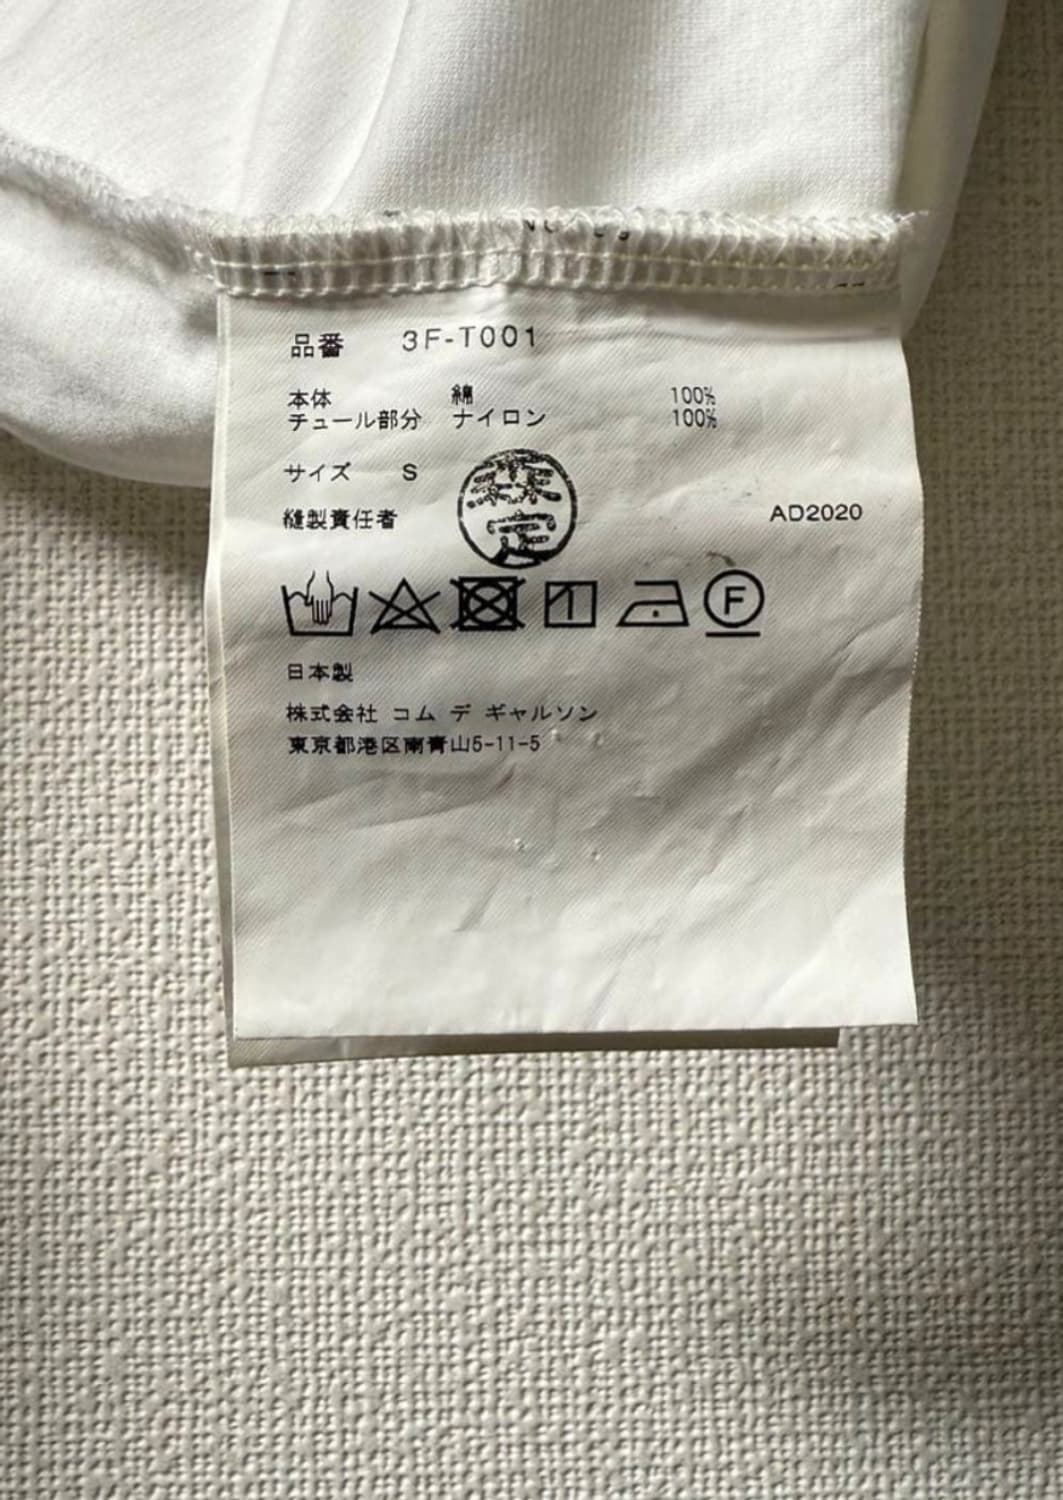 品番 3F-T001
本体 綿 100%
チュール部分 ナイロン 100%
サイズ S
縫製責任者
AD2020
F
日本製
株式会社 コム デ ギャルソン
東京都港区南青山5-11-5